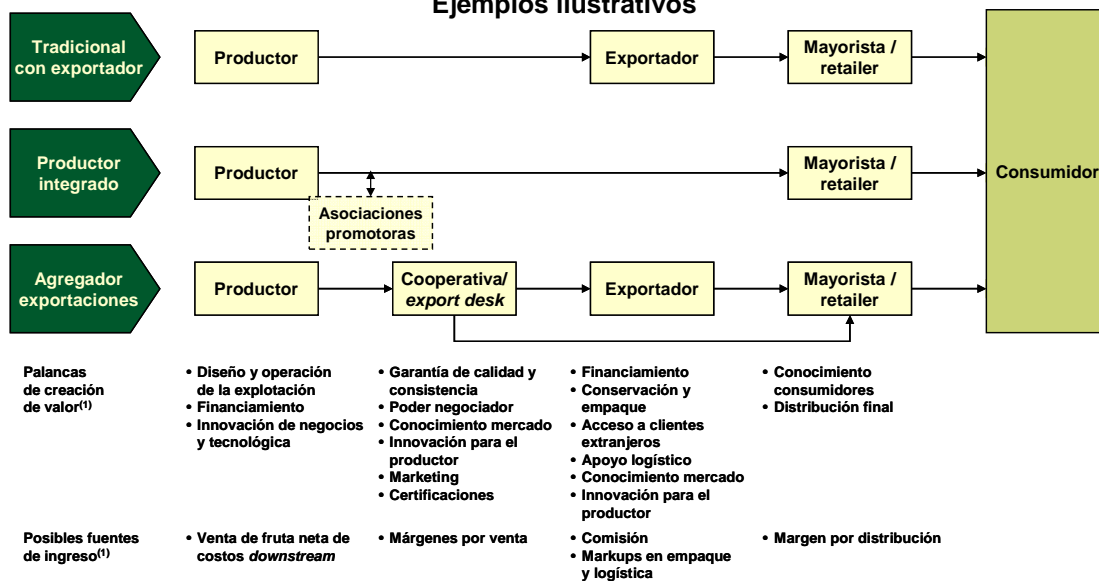 Ejemplos ilustrativos
Tradicional
con exportador
Productor
Exportador
Mayorista /
retailer
Productor
integrado
Productor
Asociaciones
promotoras
Mayorista /
retailer
Consumidor
Agregador
exportaciones
Productor
Cooperativa/
export desk
Exportador
Mayorista /
retailer
Palancas
de creación
de valor(1)
• Diseño y operación
de la explotación
• Financiamiento
• Innovación de negocios
y tecnológica
• Garantía de calidad y
consistencia
• Poder negociador
• Conocimiento mercado
• Innovación para el
productor
• Marketing
• Certificaciones
• Financiamiento
• Conservación y
empaque
• Acceso a clientes
extranjeros
• Apoyo logístico
• Conocimiento mercado
• Innovación para el
productor
• Conocimiento
consumidores
• Distribución final
Posibles fuentes
de ingreso(1)
• Venta de fruta neta de
costos downstream
• Márgenes por venta
• Comisión
• Markups en empaque
y logística
• Margen por distribución